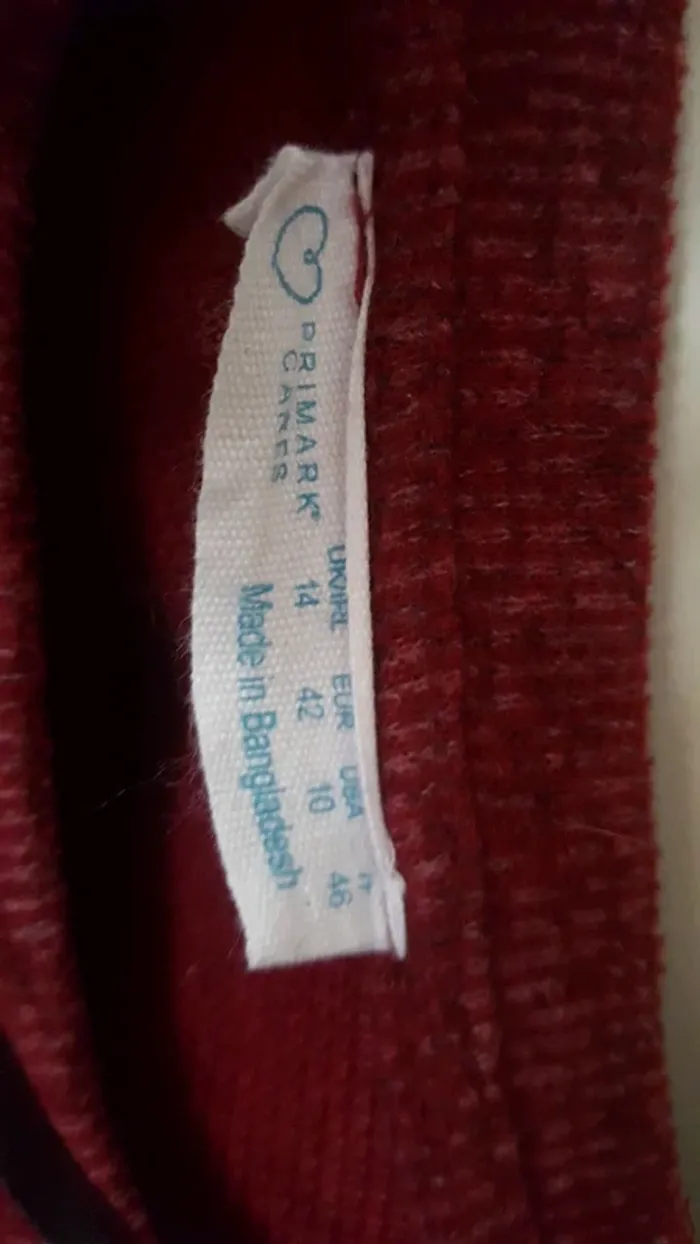 PRIMARK®
CARES
UK/IRL EUR USA IT
14 42 10 46
Made in Bangladesh